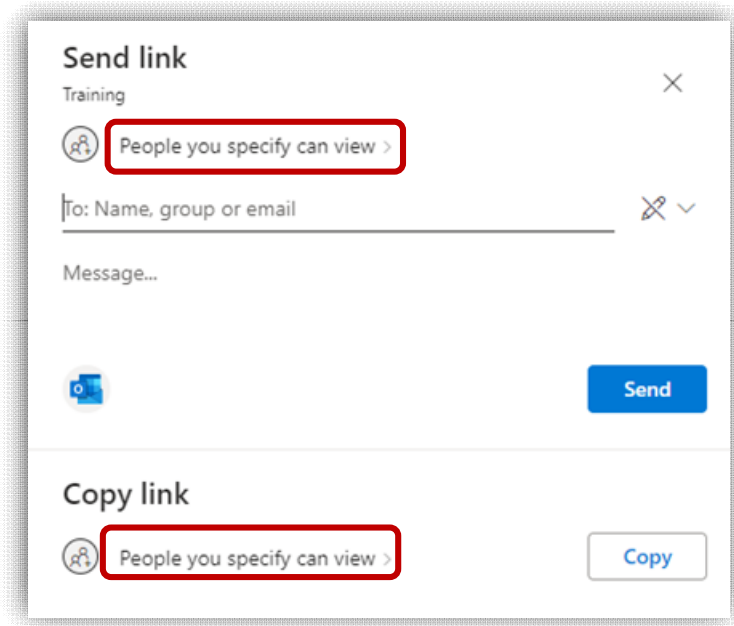 Send link
Training
People you specify can view >
To: Name, group or email
Message...
Send
Copy link
People you specify can view >
Copy